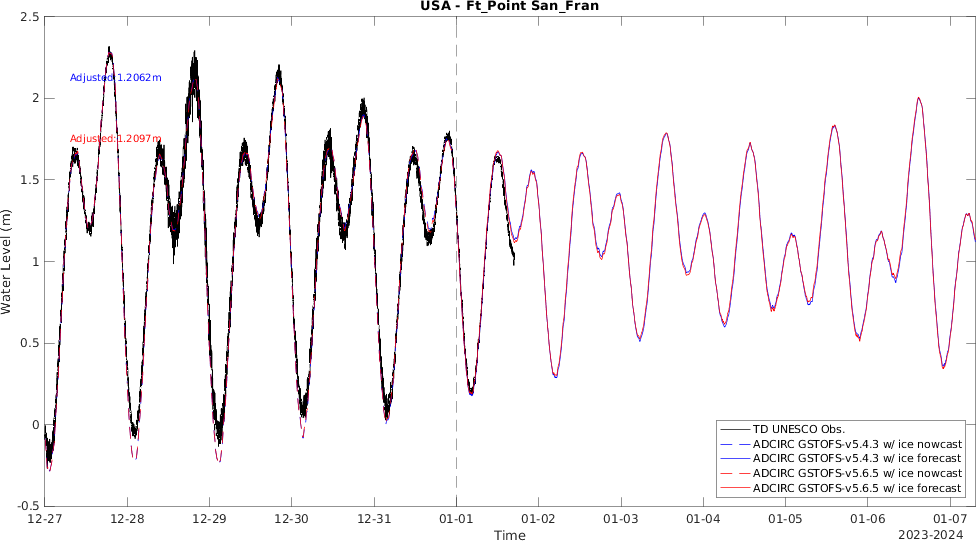 USA - Ft_Point San_Fran
2.5
2
1.5
1
0.5
0
-0.5
Water Level (m)
Adjusted:1.2062m
Adjusted:1.2097m
TD UNESCO Obs.
ADCIRC GSTOFS-v5.4.3 w/ ice nowcast
ADCIRC GSTOFS-v5.4.3 w/ ice forecast
ADCIRC GSTOFS-v5.6.5 w/ ice nowcast
ADCIRC GSTOFS-v5.6.5 w/ ice forecast
12-27 12-28 12-29 12-30 12-31 01-01 01-02 01-03 01-04 01-05 01-06 01-07
Time
2023-2024